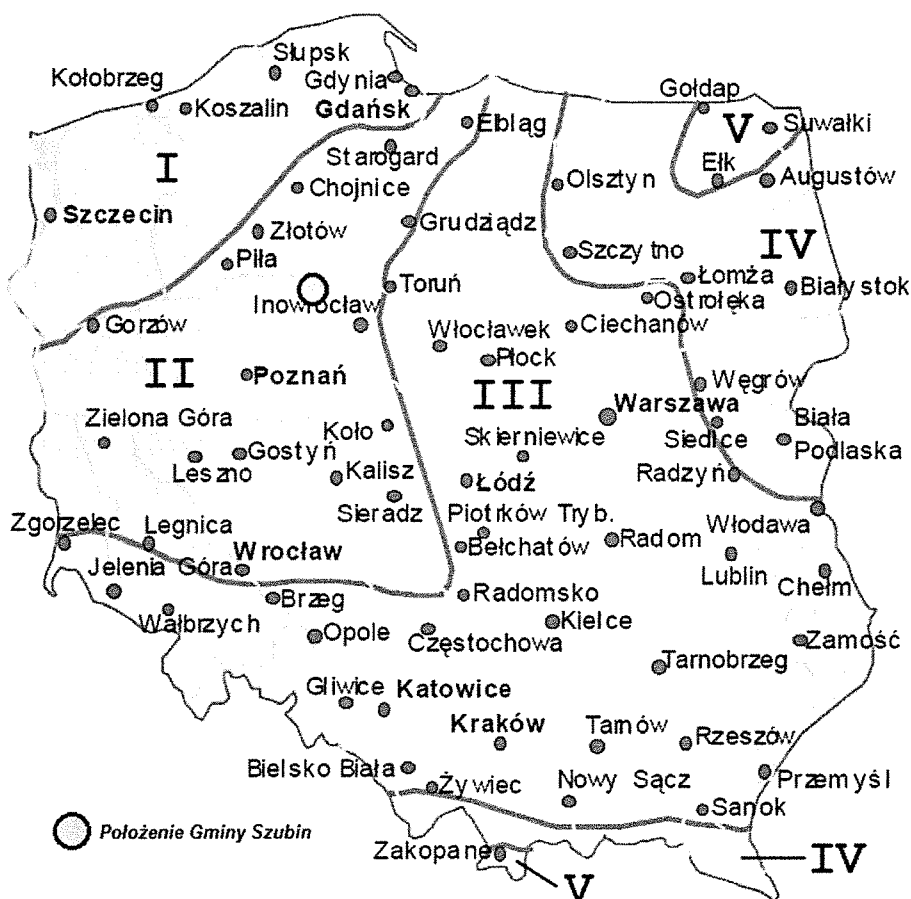 Słupsk
Kołobrzeg
Gdynia
Koszalin
Gdańsk
Gołdap
Elbląg
V
Suwałki
I
Starogard
Ełk
Chojnice
Olsztyn
Augustów
Szczecin
Złotów
Grudziądz
IV
Piła
Szczytno
Łomża
Toruń
Białystok
Inowrocław
Ostrołęka
Gorzów
Włocławek
Ciechanów
II
Poznań
Płock
III
Węgrów
Warszawa
Zielona Góra
Koło
Skierniewice
Siedlce
Biała
Podlaska
Gostyń
Leszno
Kalisz
Łódź
Radzyń
Sieradz
Zgorzelec
Legnica
Piotrków Tryb.
Włodawa
Wrocław
Bełchatów
Radom
Jelenia Góra
Lublin
Chełm
Brzeg
Radomsko
Wałbrzych
Kielce
Opole
Częstochowa
Zamość
Tarnobrzeg
Gliwice
Katowice
Kraków
Tarnów
Rzeszów
Bielsko Biała
Żywiec
Nowy Sącz
Przemyśl
Sanok
Położenie Gminy Szubin
Zakopane
IV
V